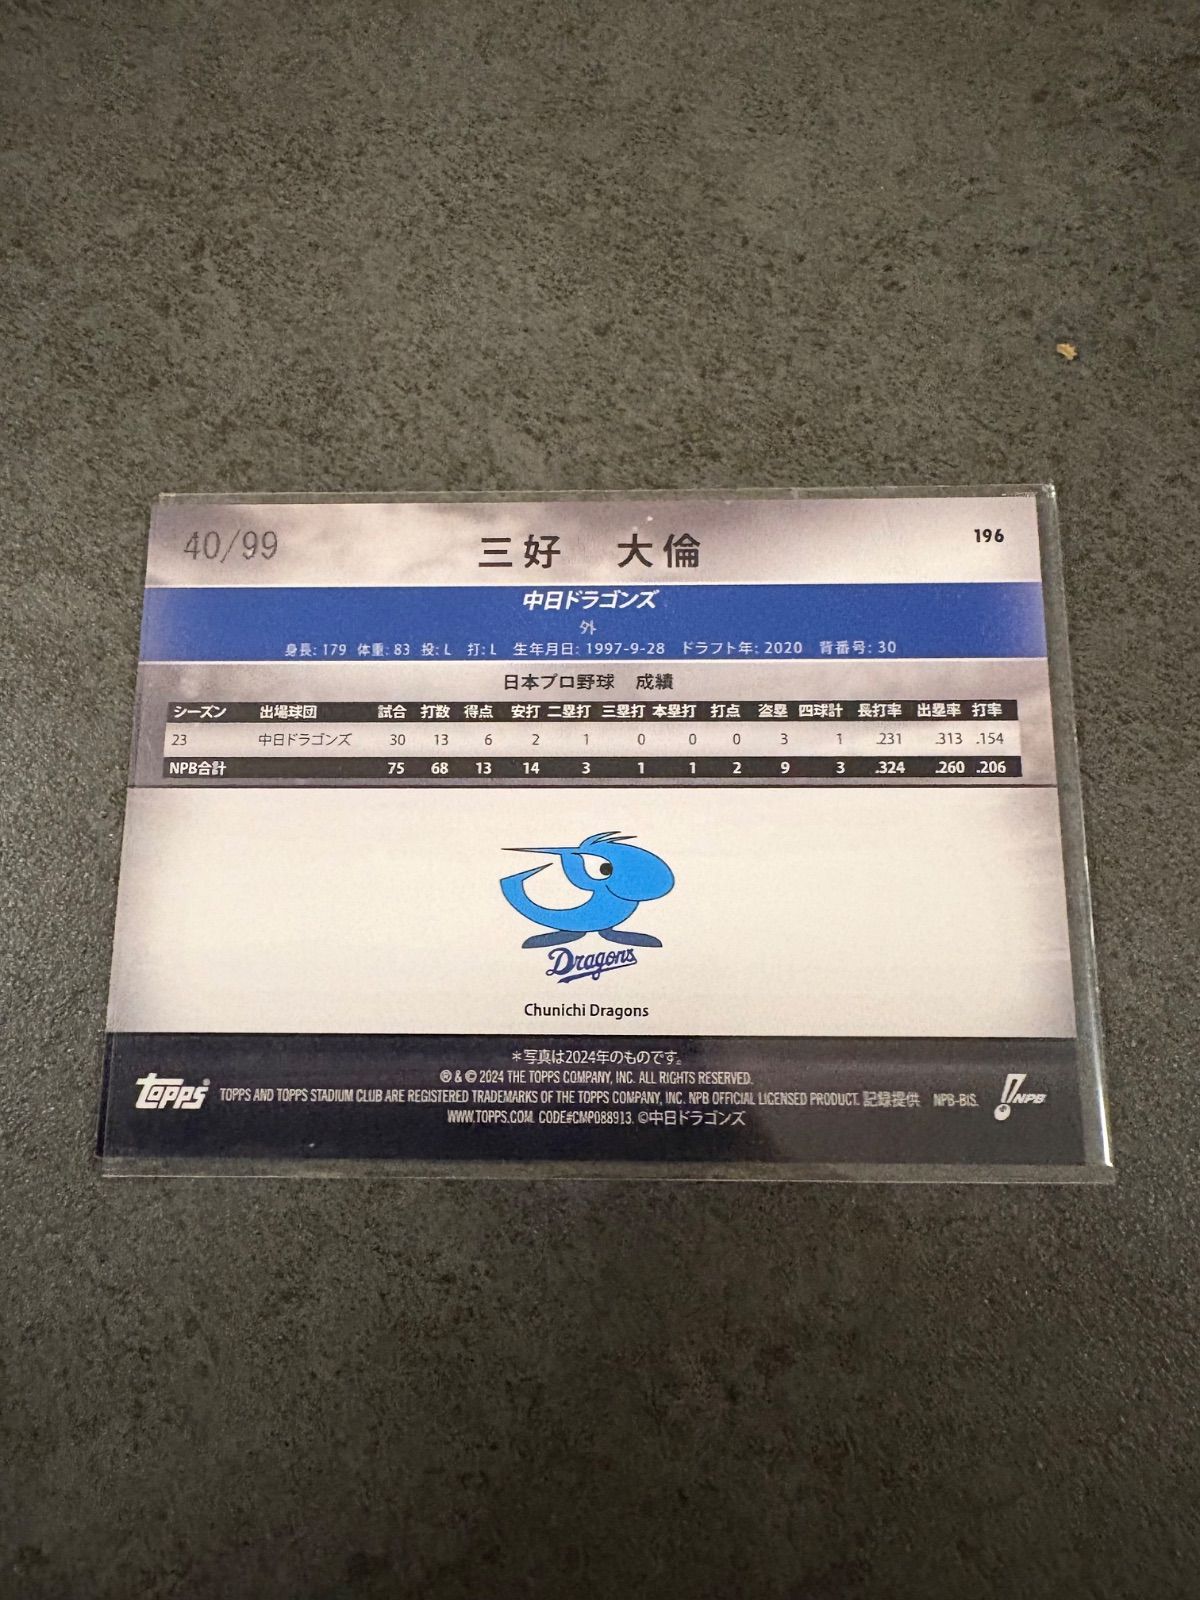 40/99
三好 大倫
196
中日ドラゴンズ
外
身長: 179 体重: 83 投: L 打: L 生年月日: 1997-9-28 ドラフト年: 2020 背番号: 30
日本プロ野球 成績
シーズン 出場球団 試合 打数 得点 安打 二塁打 三塁打 本塁打 打点 盗塁 四球計 長打率 出塁率 打率
23 中日ドラゴンズ 30 13 6 2 1 0 0 0 3 1 .231 .313 .154
NPB合計 75 68 13 14 3 1 1 2 9 3 .324 .260 .206
Dragons
Chunichi Dragons
＊写真は2024年のものです。
® & © 2024 THE TOPPS COMPANY, INC. ALL RIGHTS RESERVED.
Topps® TOPPS AND TOPPS STADIUM CLUB ARE REGISTERED TRADEMARKS OF THE TOPPS COMPANY, INC. NPB OFFICIAL LICENSED PRODUCT. 記録提供 NPB-BIS. NPB
WWW.TOPPS.COM. CODE#CMP088913. ©中日ドラゴンズ